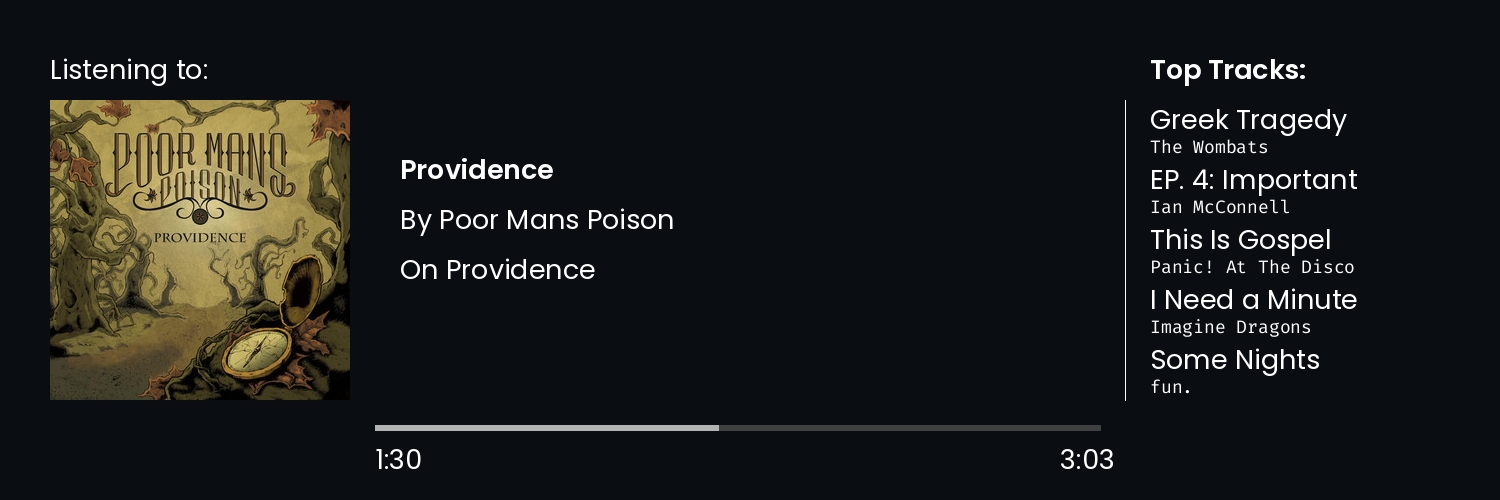 Listening to:
POOR MANS
POISON
PROVIDENCE
Providence
By Poor Mans Poison
On Providence
1:30
3:03
Top Tracks:
Greek Tragedy
The Wombats
EP. 4: Important
Ian McConnell
This Is Gospel
Panic! At The Disco
I Need a Minute
Imagine Dragons
Some Nights
fun.